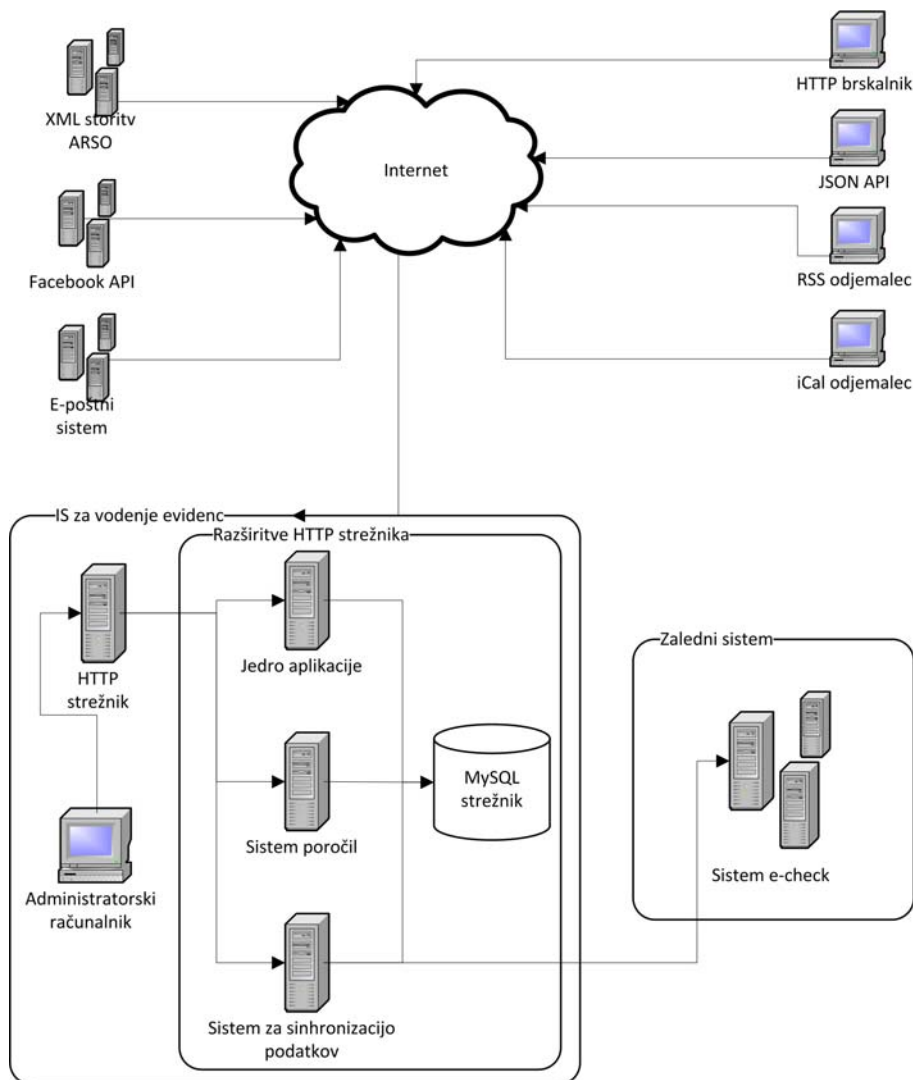 XML storitv
ARSO
HTTP brskalnik
Internet
JSON API
Facebook API
RSS odjemalec
E-poštni
sistem
iCal odjemalec
IS za vodenje evidenc
Razširitve HTTP strežnika
HTTP
strežnik
Jedro aplikacije
Zaledni sistem
MySQL
strežnik
Sistem poročil
Sistem e-check
Administratorski
računalnik
Sistem za sinhronizacijo
podatkov